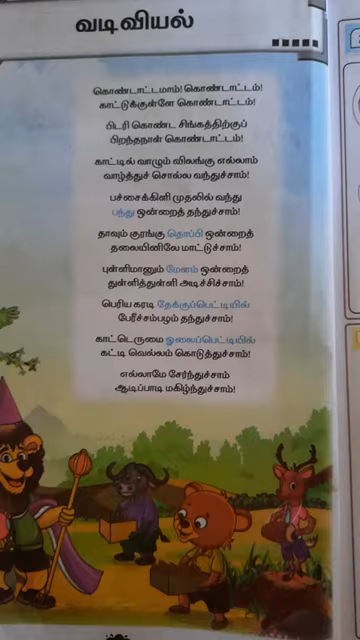 வடிவியல்
கொண்டாட்டமாம்! கொண்டாட்டம்!
காட்டுக்குள்ளே கொண்டாட்டம்!
பிடரி கொண்ட சிங்கத்திற்குப்
பிறந்தநாள் கொண்டாட்டம்!
காட்டில் வாழும் விலங்கு எல்லாம்
வாழ்த்துச் சொல்ல வந்துச்சாம்!
பச்சைக்கிளி முதலில் வந்து
பந்து ஒன்றைத் தந்துச்சாம்!
தாவும் குரங்கு தொப்பி ஒன்றைத்
தலையினிலே மாட்டுச்சாம்!
புள்ளிமானும் மேளம் ஒன்றைத்
துள்ளித்துள்ளி அடிச்சிச்சாம்!
பெரிய கரடி தேக்குப்பெட்டியில்
பேரீச்சம்பழம் தந்துச்சாம்!
காட்டெருமை ஓலைப்பெட்டியில்
கட்டி வெல்லம் கொடுத்துச்சாம்!
எல்லாமே சேர்ந்துச்சாம்
ஆடிப்பாடி மகிழ்ந்துச்சாம்!